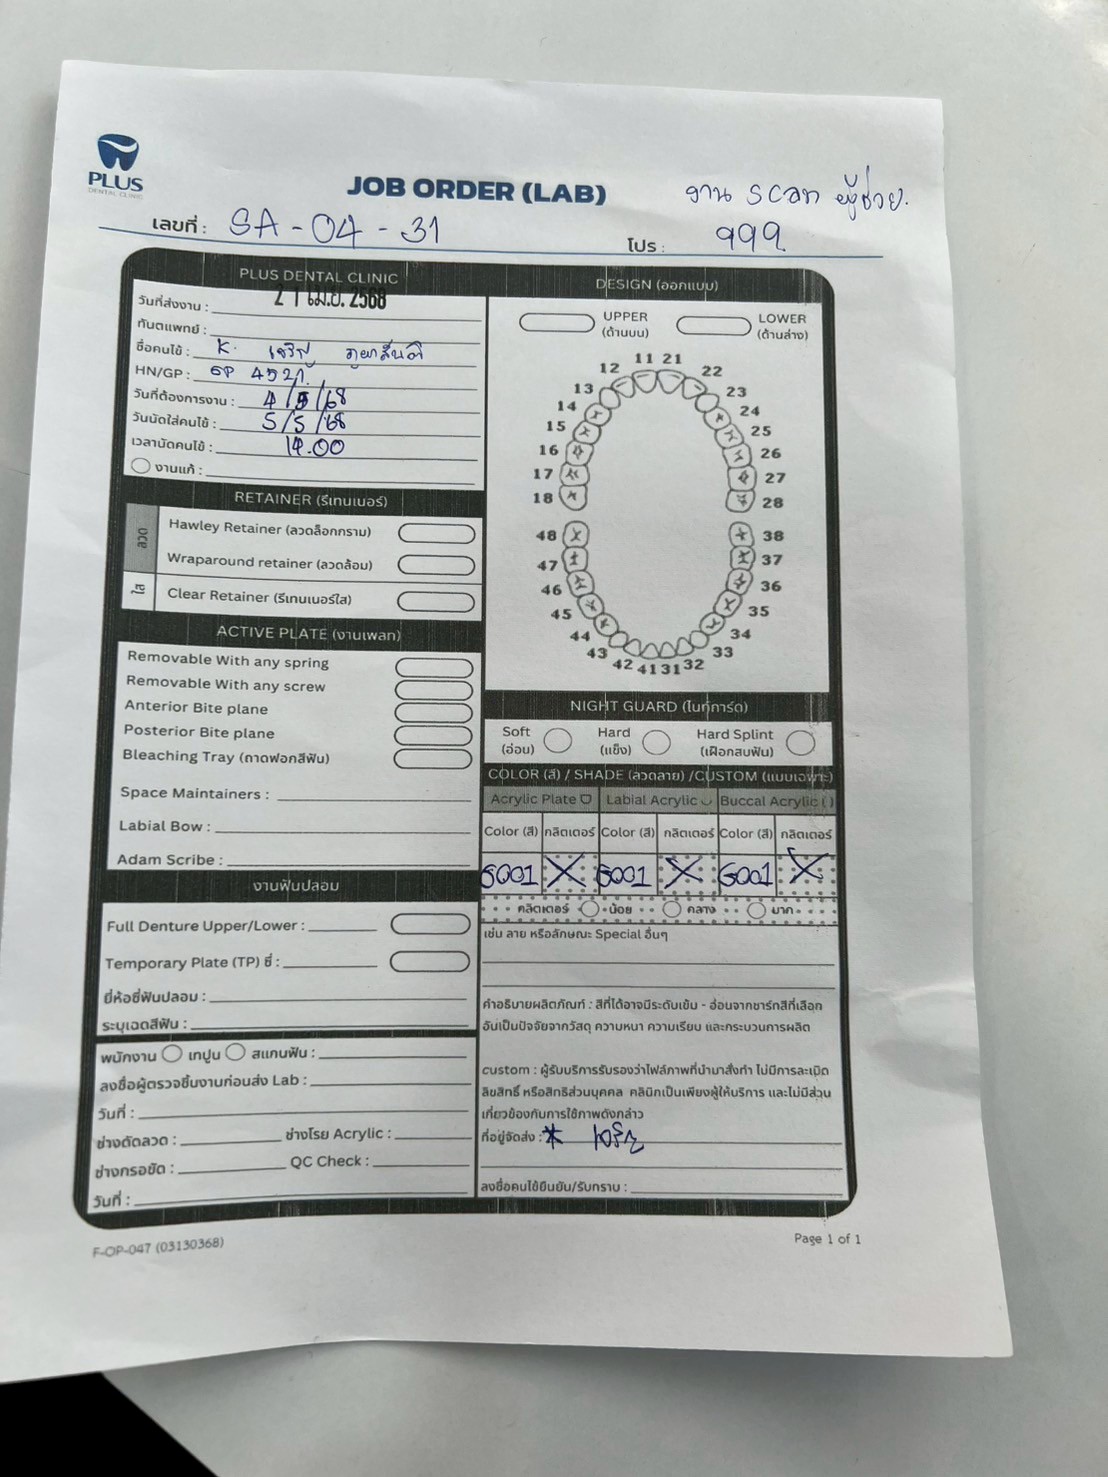 PLUS
DENTAL CLINIC
JOB ORDER (LAB)
งาน scan ผู้ช่วย.
เลขที่ : SA - 04 - 31
โปร : 999.
PLUS DENTAL CLINIC
วันที่ส่งงาน : 21 เม.ย. 2568
ทันตแพทย์ :
ชื่อคนไข้ : K.
HN/GP : GP 4521.
วันที่ต้องการงาน : 4/5/68
วันนัดใส่คนไข้ : 5/5/68
เวลานัดคนไข้ : 14.00
งานแก้ :
RETAINER (รีเทนเนอร์)
ลวด
Hawley Retainer (ลวดล็อกกราม)
Wraparound retainer (ลวดล้อม)
ใส
Clear Retainer (รีเทนเนอร์ใส)
ACTIVE PLATE (งานเพลท)
Removable With any spring
Removable With any screw
Anterior Bite plane
Posterior Bite plane
Bleaching Tray (ถาดฟอกสีฟัน)
Space Maintainers :
Labial Bow :
Adam Scribe :
งานฟันปลอม
Full Denture Upper/Lower :
Temporary Plate (TP) ซี่ :
ยี่ห้อซี่ฟันปลอม :
ระบุเฉดสีฟัน :
พนักงาน เทปูน สแกนฟัน :
ลงชื่อผู้ตรวจชิ้นงานก่อนส่ง Lab :
วันที่ :
ช่างดัดลวด : ช่างโรย Acrylic :
ช่างกรอขัด : QC Check :
วันที่ :
DESIGN (ออกแบบ)
UPPER (ด้านบน)
LOWER (ด้านล่าง)
11 21
12 22
13 23
14 24
15 25
16 26
17 27
18 28
48 38
47 37
46 36
45 35
44 34
43 33
42 41 31 32
NIGHT GUARD (ไนท์การ์ด)
Soft (อ่อน)
Hard (แข็ง)
Hard Splint (เฝือกสบฟัน)
COLOR (สี) / SHADE (ลวดลาย) /CUSTOM (แบบเฉพาะ)
Acrylic Plate Labial Acrylic Buccal Acrylic ( )
Color (สี) กลิตเตอร์ Color (สี) กลิตเตอร์ Color (สี) กลิตเตอร์
G001 X G001 X G001 X
กลิตเตอร์ น้อย กลาง มาก
เช่น ลาย หรือลักษณะ Special อื่นๆ
คำอธิบายผลิตภัณฑ์ : สีที่ได้อาจมีระดับเข้ม - อ่อนจากชาร์ทสีที่เลือก
อันเป็นปัจจัยจากวัสดุ ความหนา ความเรียบ และกระบวนการผลิต
custom : ผู้รับบริการรับรองว่าไฟล์ภาพที่นำมาสั่งทำ ไม่มีการละเมิด
ลิขสิทธิ์ หรือสิทธิส่วนบุคคล คลินิกเป็นเพียงผู้ให้บริการ และไม่มีส่วน
เกี่ยวข้องกับการใช้ภาพดังกล่าว
ที่อยู่จัดส่ง : *
ลงชื่อคนไข้ยืนยัน/รับทราบ :
F-OP-047 (03130368)
Page 1 of 1